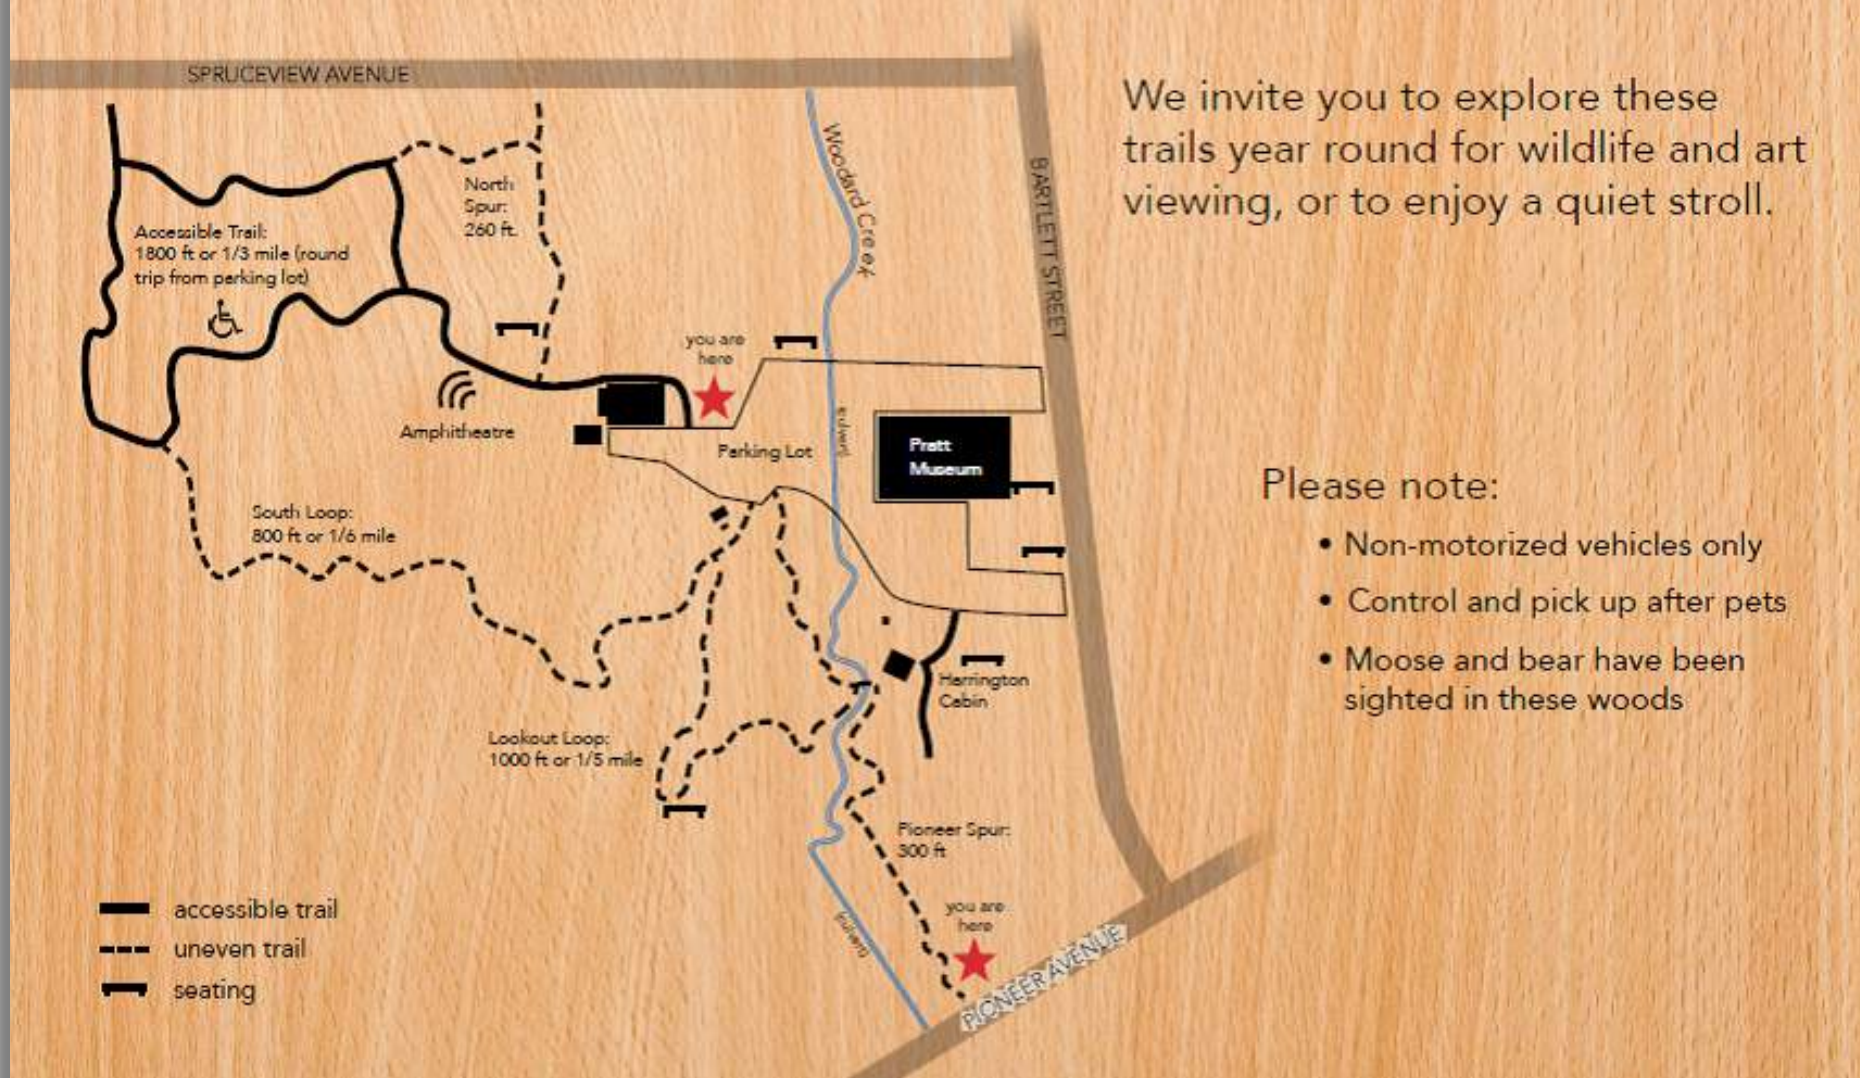 SPRUCEVIEW AVENUE
We invite you to explore these
trails year round for wildlife and art
viewing, or to enjoy a quiet stroll.
Woodard Creek
BARTLETT STREET
North
Spur:
260 ft.
Accessible Trail:
1800 ft or 1/3 mile (round
trip from parking lot)
you are
here
Amphitheatre
(culvert)
Parking Lot
Pratt
Museum
Please note:
• Non-motorized vehicles only
• Control and pick up after pets
• Moose and bear have been
sighted in these woods
South Loop:
800 ft or 1/6 mile
Harrington
Cabin
Lookout Loop:
1000 ft or 1/5 mile
Pioneer Spur:
300 ft
you are
here
(culvert)
PIONEER AVENUE
accessible trail
uneven trail
seating